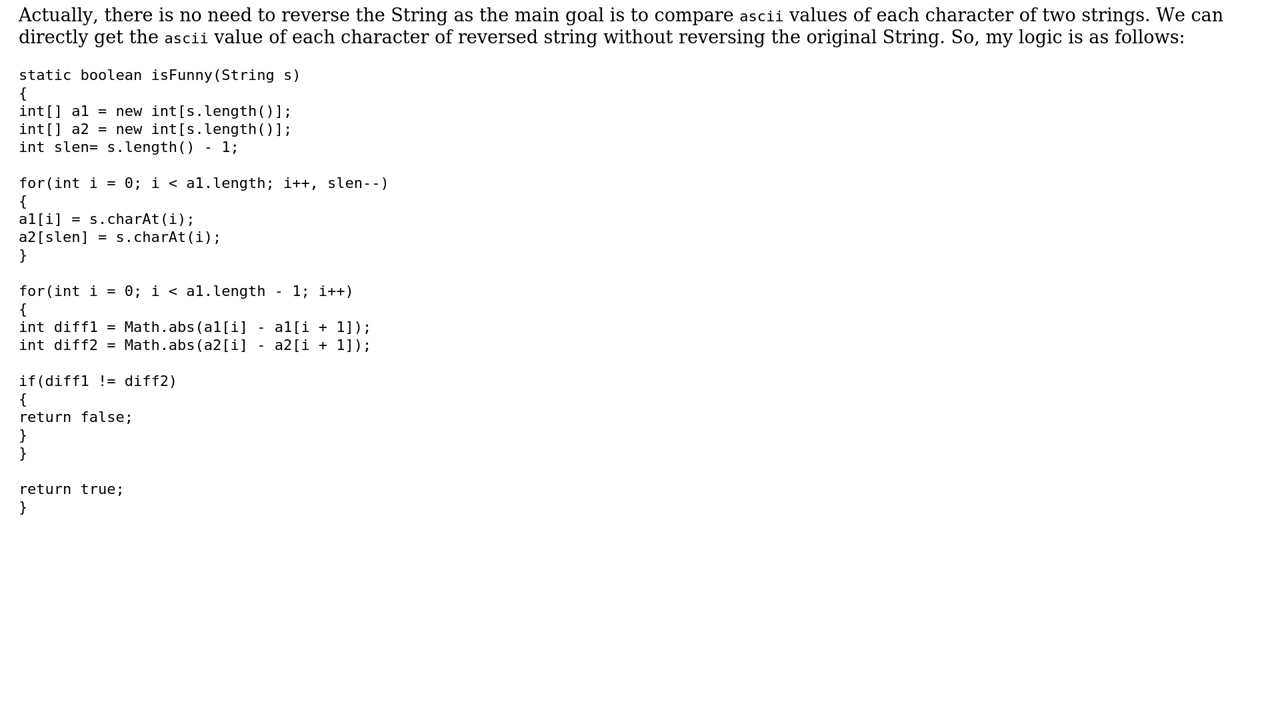 Actually, there is no need to reverse the String as the main goal is to compare ascii values of each character of two strings. We can
directly get the ascii value of each character of reversed string without reversing the original String. So, my logic is as follows:
static boolean isFunny(String s)
{
int[] a1 = new int[s.length()];
int[] a2 = new int[s.length()];
int slen= s.length() - 1;
for(int i = 0; i < a1.length; i++, slen--)
{
a1[i] = s.charAt(i);
a2[slen] = s.charAt(i);
}
for(int i = 0; i < a1.length - 1; i++)
{
int diff1 = Math.abs(a1[i] - a1[i + 1]);
int diff2 = Math.abs(a2[i] - a2[i + 1]);
if(diff1 != diff2)
{
return false;
}
}
return true;
}